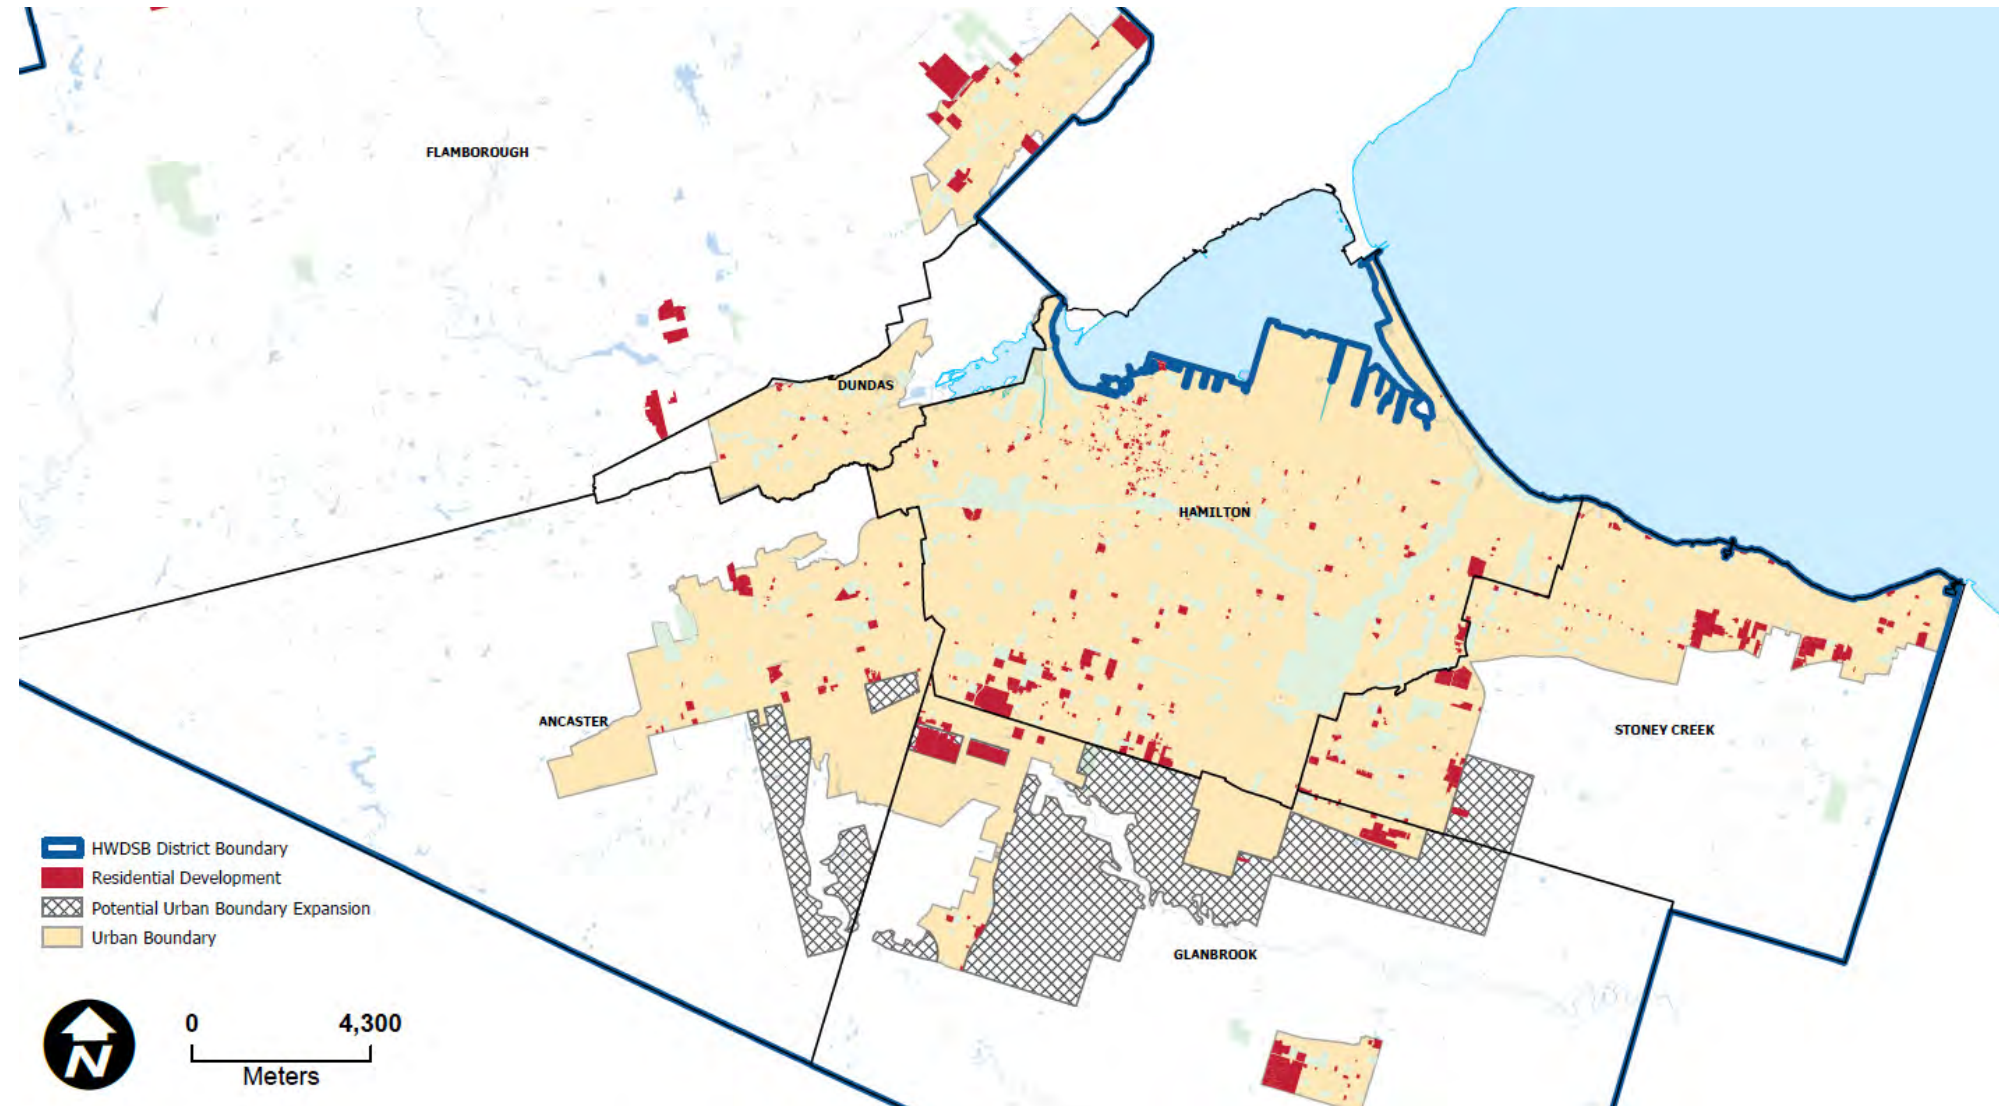 FLAMBOROUGH
DUNDAS
HAMILTON
ANCASTER
STONEY CREEK
GLANBROOK
HWDSB District Boundary
Residential Development
Potential Urban Boundary Expansion
Urban Boundary
N
0 4,300
Meters